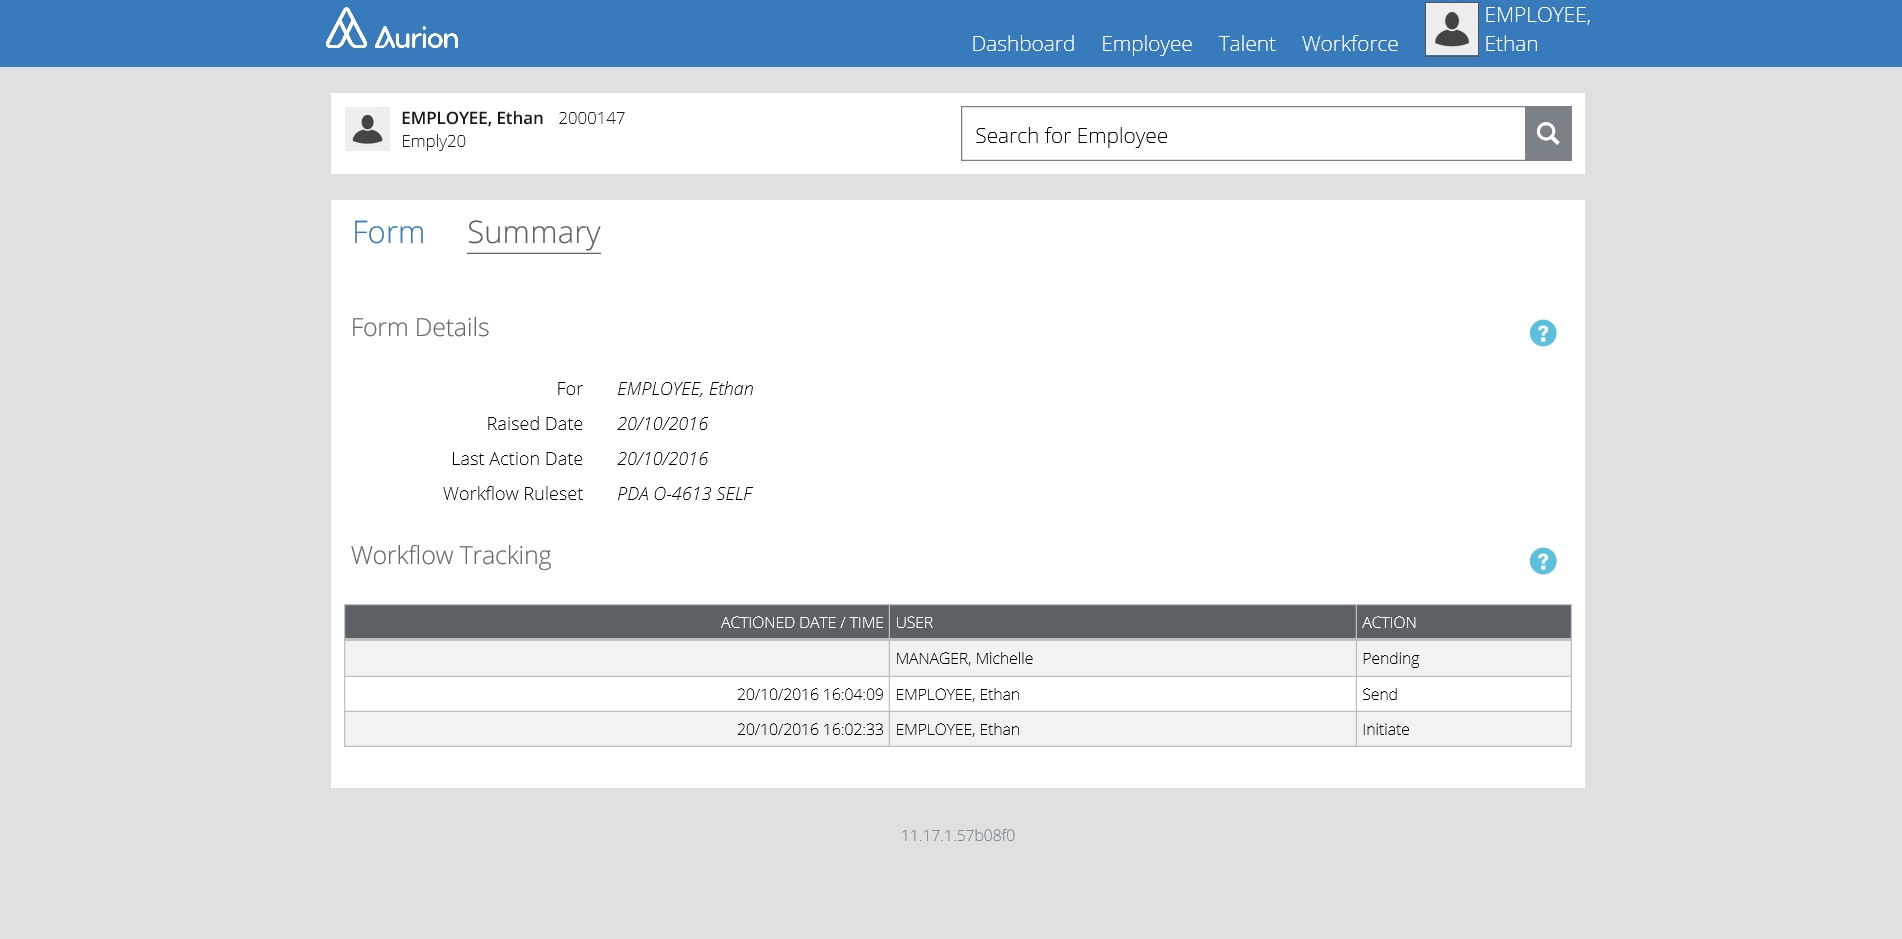 Aurion
Dashboard Employee Talent Workforce
EMPLOYEE,
Ethan
EMPLOYEE, Ethan 2000147
Emply20
Search for Employee
Form Summary
Form Details
?
For EMPLOYEE, Ethan
Raised Date 20/10/2016
Last Action Date 20/10/2016
Workflow Ruleset PDA O-4613 SELF
Workflow Tracking
?
ACTIONED DATE / TIME USER ACTION
MANAGER, Michelle Pending
20/10/2016 16:04:09 EMPLOYEE, Ethan Send
20/10/2016 16:02:33 EMPLOYEE, Ethan Initiate
11.17.1.57b08f0